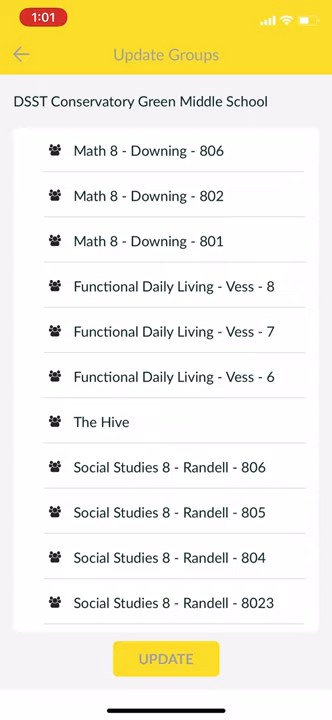 1:01
Update Groups
DSST Conservatory Green Middle School
Math 8 - Downing - 806
Math 8 - Downing - 802
Math 8 - Downing - 801
Functional Daily Living - Vess - 8
Functional Daily Living - Vess - 7
Functional Daily Living - Vess - 6
The Hive
Social Studies 8 - Randell - 806
Social Studies 8 - Randell - 805
Social Studies 8 - Randell - 804
Social Studies 8 - Randell - 8023
UPDATE